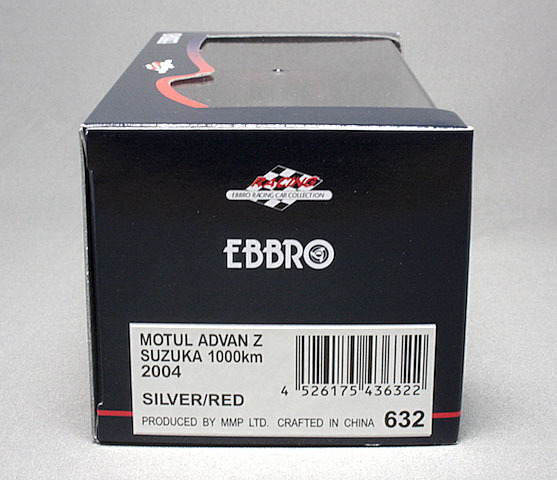 EBBRO
RACING
EBBRO RACING CAR COLLECTION
EBBRO
MOTUL ADVAN Z
SUZUKA 1000km
2004
SILVER/RED
4 526175 436322
PRODUCED BY MMP LTD. CRAFTED IN CHINA 632